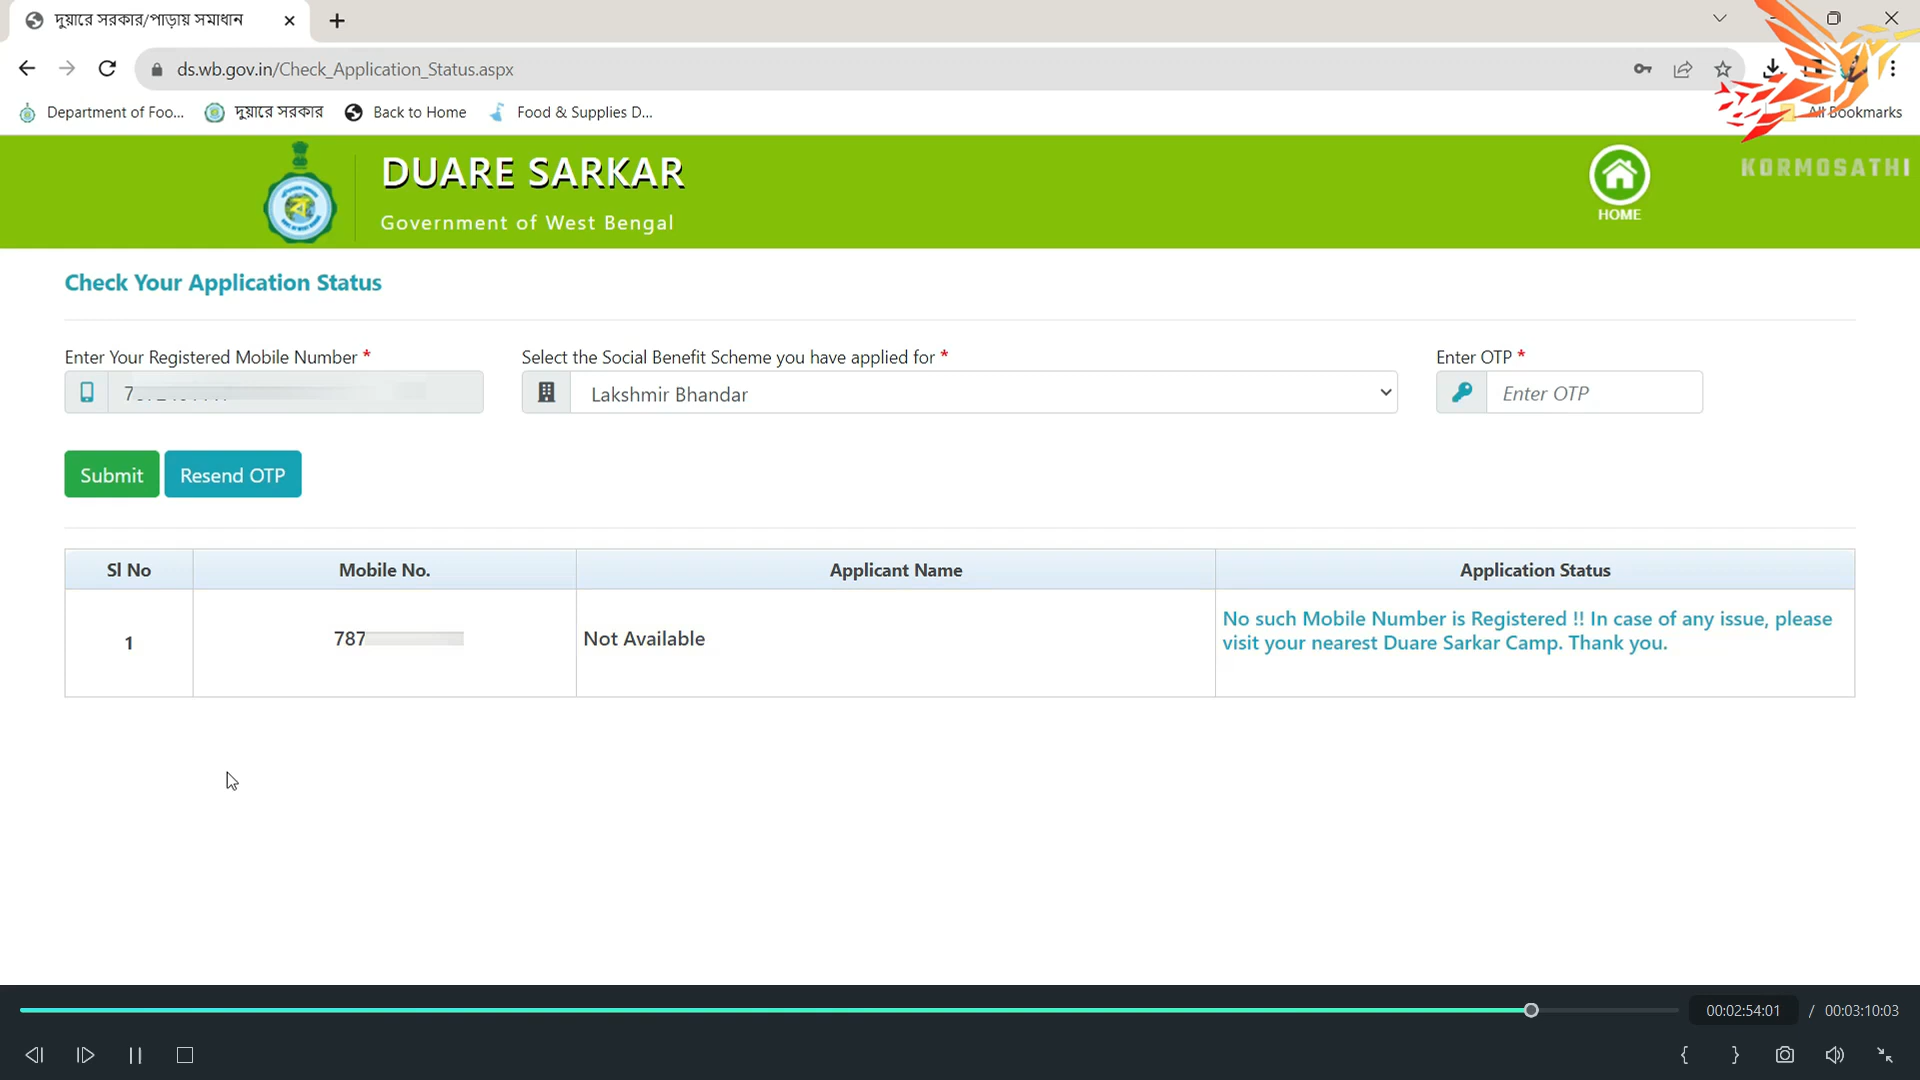 দুয়ারে সরকার/পাড়ায় সমাধান
ds.wb.gov.in/Check_Application_Status.aspx
Department of Foo... দুয়ারে সরকার Back to Home Food & Supplies D... All Bookmarks
DUARE SARKAR
Government of West Bengal
HOME
KORMOSATHI
Check Your Application Status
Enter Your Registered Mobile Number * Select the Social Benefit Scheme you have applied for * Enter OTP *
7 Lakshmir Bhandar Enter OTP
Submit Resend OTP
Sl No Mobile No. Applicant Name Application Status
1 787 Not Available No such Mobile Number is Registered !! In case of any issue, please
visit your nearest Duare Sarkar Camp. Thank you.
00:02:54:01 / 00:03:10:03